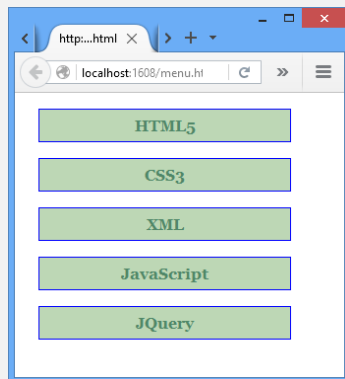 http:...html
localhost:1608/menu.ht
HTML5
CSS3
XML
JavaScript
JQuery